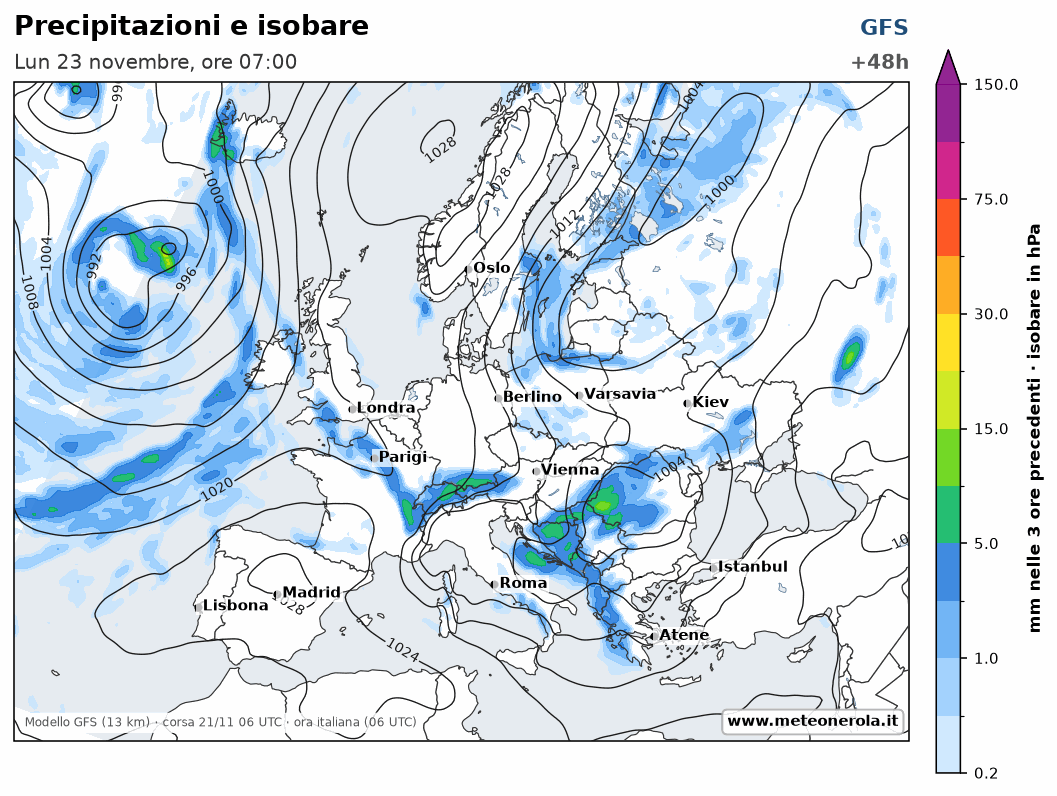 Precipitazioni e isobare
GFS
Lun 23 novembre, ore 07:00
+48h
150.0
75.0
30.0
15.0
5.0
1.0
0.2
mm nelle 3 ore precedenti · isobare in hPa
1004
1028
1000
1028
1000
1012
1004
992
996
1008
Oslo
Berlino
Varsavia
Kiev
Londra
Parigi
Vienna
1004
1020
Istanbul
Roma
Madrid
Lisbona
Atene
1024
Modello GFS (13 km) · corsa 21/11 06 UTC · ora italiana (06 UTC)
www.meteonerola.it